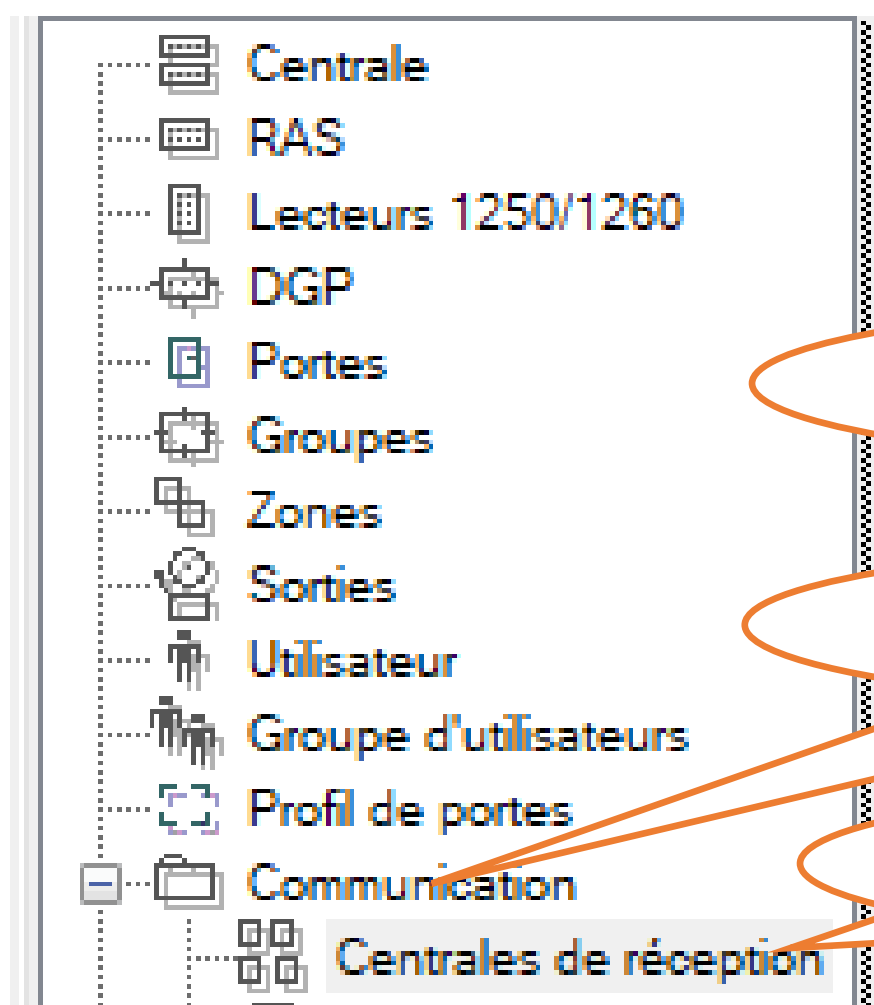 Centrale
RAS
Lecteurs 1250/1260
DGP
Portes
Groupes
Zones
Sorties
Utilisateur
Groupe d'utilisateurs
Profil de portes
Communication
Centrales de réception